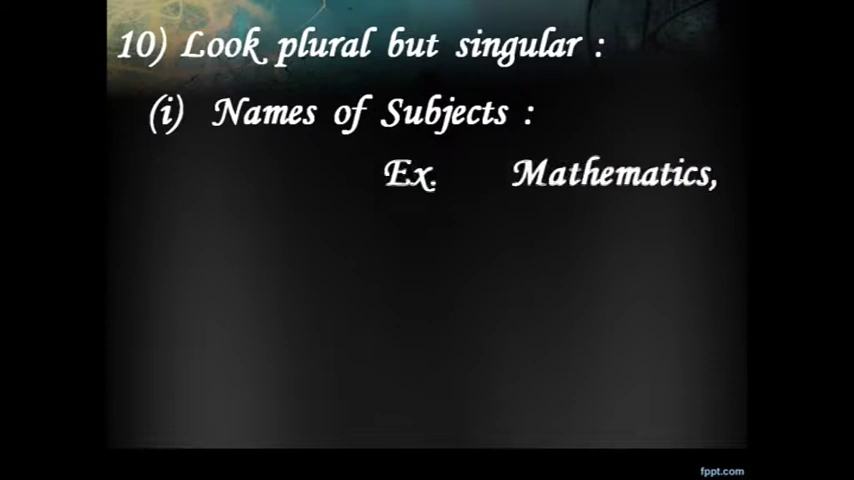 10) Look plural but singular :
(i) Names of Subjects :
Ex. Mathematics,
fppt.com